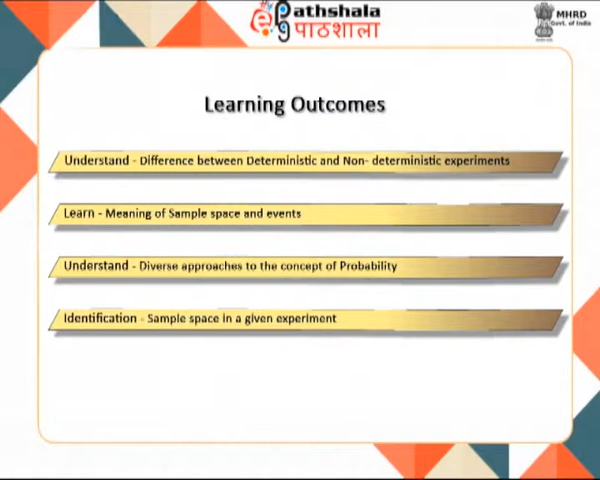 ePathshala
पाठशाला
MHRD
Govt. of India
Learning Outcomes
Understand - Difference between Deterministic and Non- deterministic experiments
Learn - Meaning of Sample space and events
Understand - Diverse approaches to the concept of Probability
Identification - Sample space in a given experiment